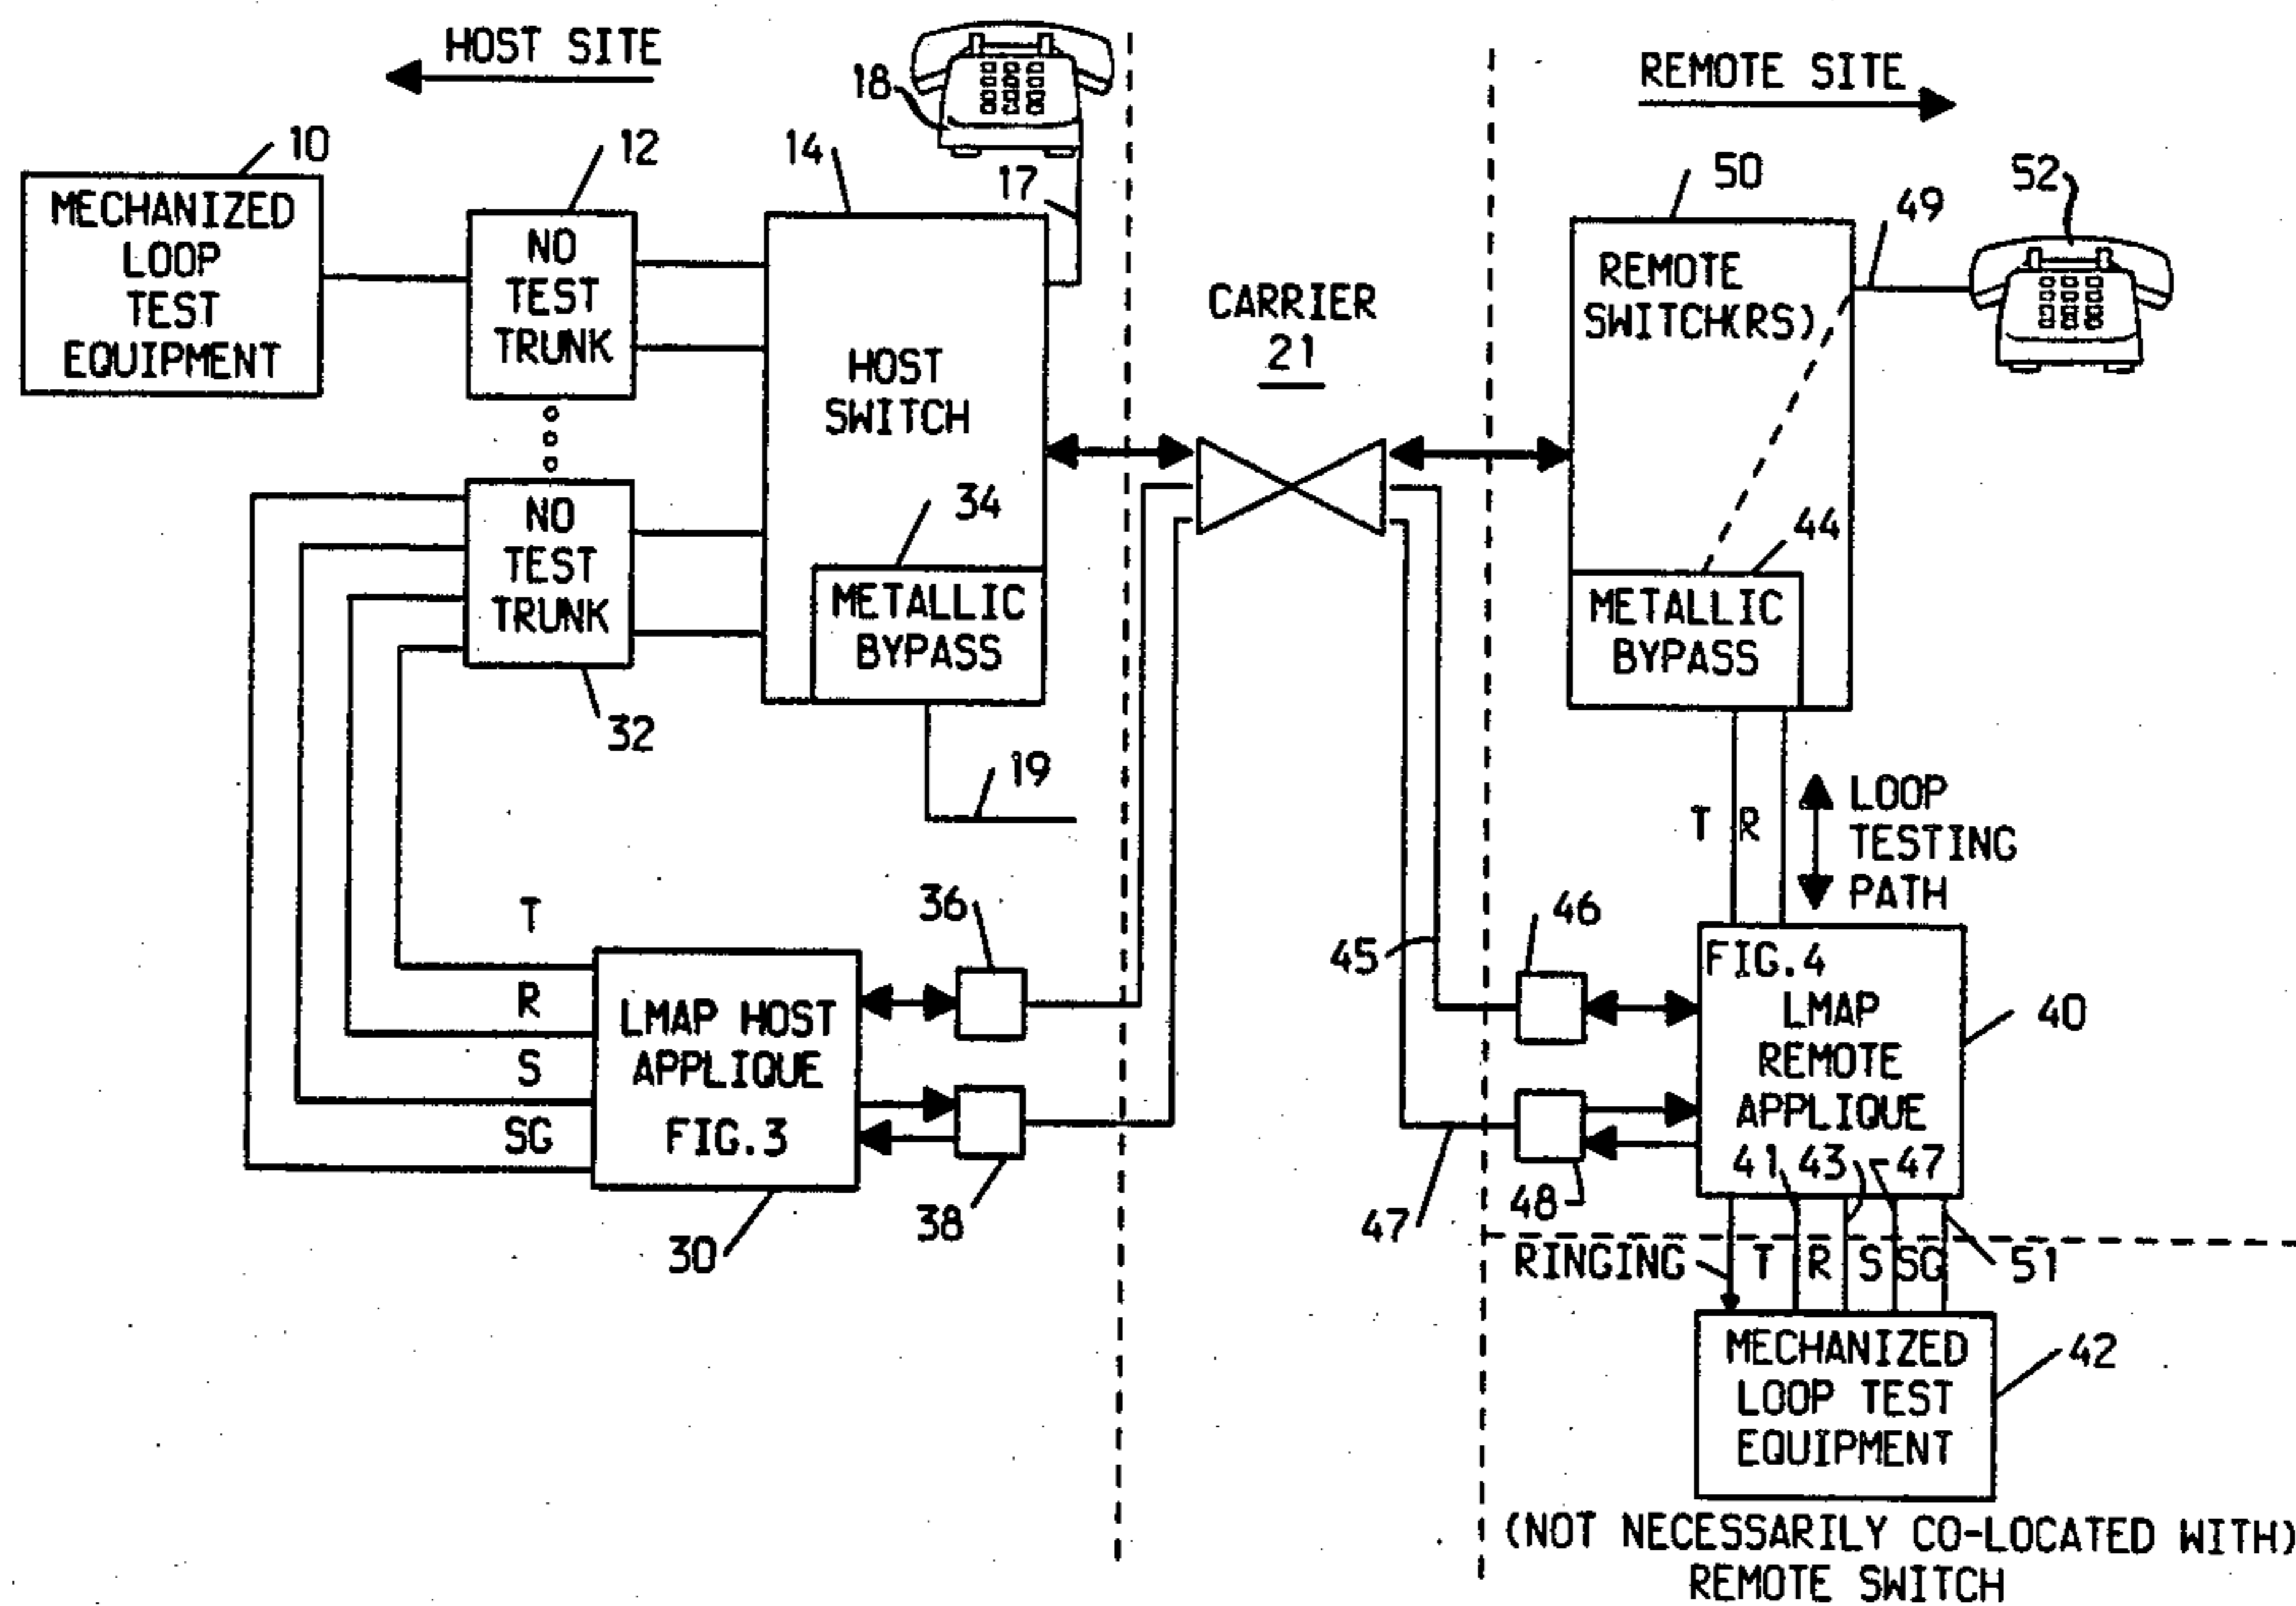 HOST SITE
REMOTE SITE
18
10
12
14
17
50
52
49
MECHANIZED
LOOP
TEST
EQUIPMENT
NO
TEST
TRUNK
HOST
SWITCH
CARRIER
21
REMOTE
SWITCH(RS)
NO
TEST
TRUNK
32
34
METALLIC
BYPASS
19
44
METALLIC
BYPASS
T R
LOOP
TESTING
PATH
T
R
S
SG
LMAP HOST
APPLIQUE
FIG.3
30
36
38
45
47
46
48
FIG.4
LMAP
REMOTE
APPLIQUE
40
41 43 47
RINGING T R S SG 51
MECHANIZED
LOOP TEST
EQUIPMENT
42
(NOT NECESSARILY CO-LOCATED WITH)
REMOTE SWITCH